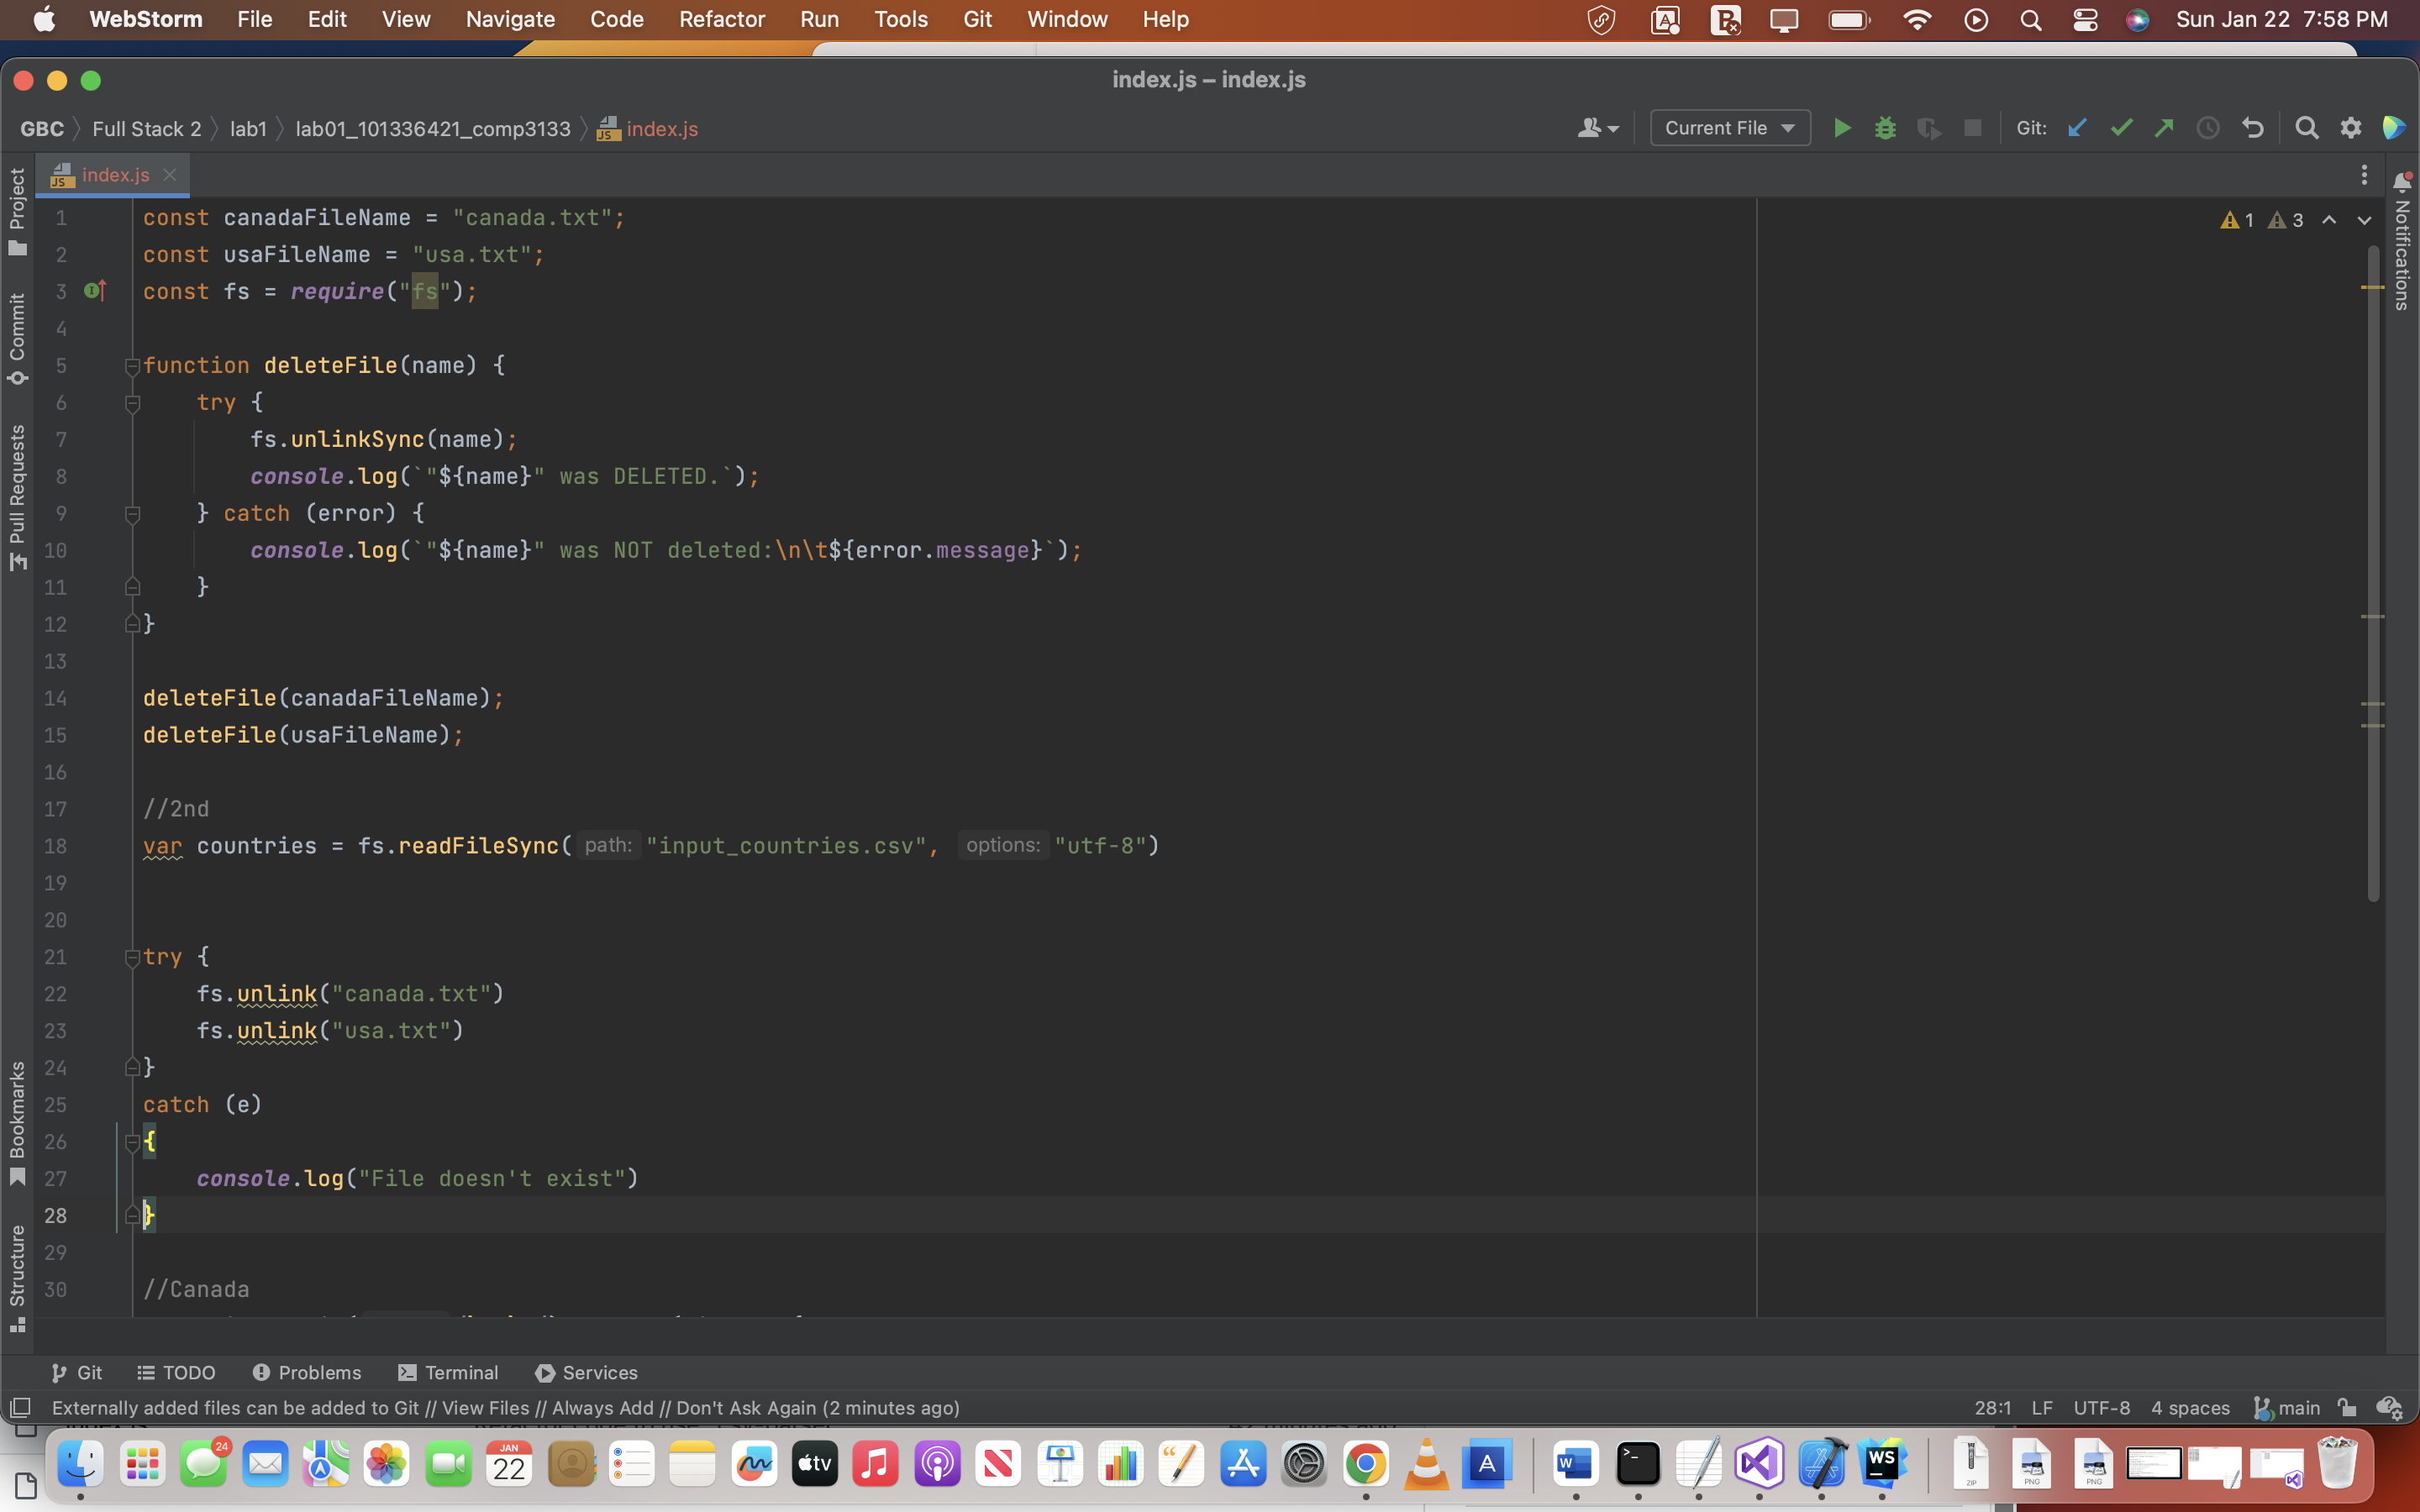 WebStorm File Edit View Navigate Code Refactor Run Tools Git Window Help Sun Jan 22 7:58 PM
index.js – index.js
GBC Full Stack 2 lab1 lab01_101336421_comp3133 index.js Current File Git:
index.js
1 const canadaFileName = "canada.txt";
2 const usaFileName = "usa.txt";
3 const fs = require("fs");
4
5 function deleteFile(name) {
6 try {
7 fs.unlinkSync(name);
8 console.log(`"${name}" was DELETED.`);
9 } catch (error) {
10 console.log(`"${name}" was NOT deleted:\n\t${error.message}`);
11 }
12 }
13
14 deleteFile(canadaFileName);
15 deleteFile(usaFileName);
16
17 //2nd
18 var countries = fs.readFileSync( path: "input_countries.csv", options: "utf-8")
19
20
21 try {
22 fs.unlink("canada.txt")
23 fs.unlink("usa.txt")
24 }
25 catch (e)
26 {
27 console.log("File doesn't exist")
28 }
29
30 //Canada
1 3
Project
Commit
Pull Requests
Bookmarks
Structure
Notifications
Git TODO Problems Terminal Services
Externally added files can be added to Git // View Files // Always Add // Don't Ask Again (2 minutes ago) 28:1 LF UTF-8 4 spaces main
24
JAN
22
tv
A
W
WS
ZIP
PNG
PNG